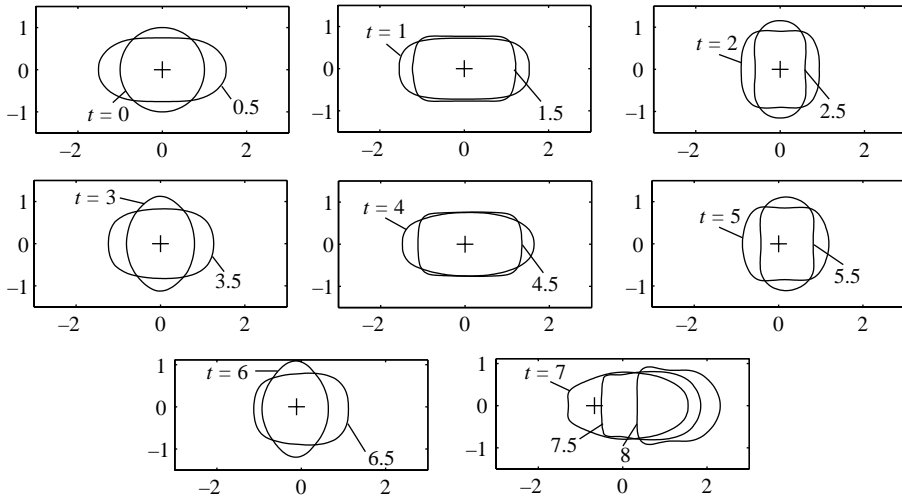 1
0
–1
t = 0
0.5
–2 0 2
1
0
–1
t = 1
1.5
–2 0 2
1
0
–1
t = 2
2.5
–2 0 2
1
0
–1
t = 3
3.5
–2 0 2
1
0
–1
t = 4
4.5
–2 0 2
1
0
–1
t = 5
5.5
–2 0 2
1
0
–1
t = 6
6.5
–2 0 2
1
0
–1
t = 7
7.5 8
–2 0 2